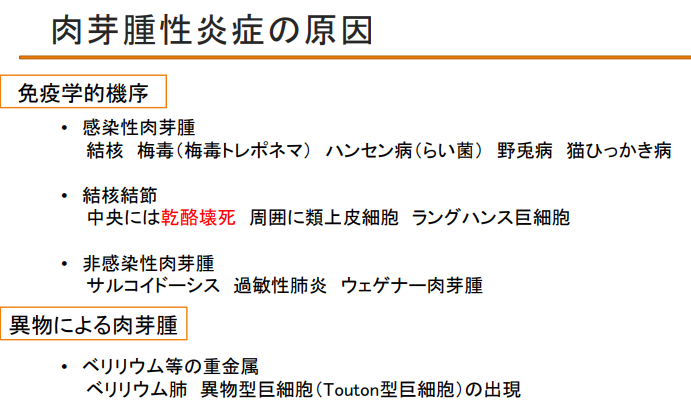 肉芽腫性炎症の原因
免疫学的機序
• 感染性肉芽腫
結核　梅毒（梅毒トレポネマ）　ハンセン病（らい菌）　野兎病　猫ひっかき病
• 結核結節
中央には乾酪壊死　周囲に類上皮細胞　ラングハンス巨細胞
• 非感染性肉芽腫
サルコイドーシス　過敏性肺炎　ウェゲナー肉芽腫
異物による肉芽腫
• ベリリウム等の重金属
ベリリウム肺　異物型巨細胞（Touton型巨細胞）の出現